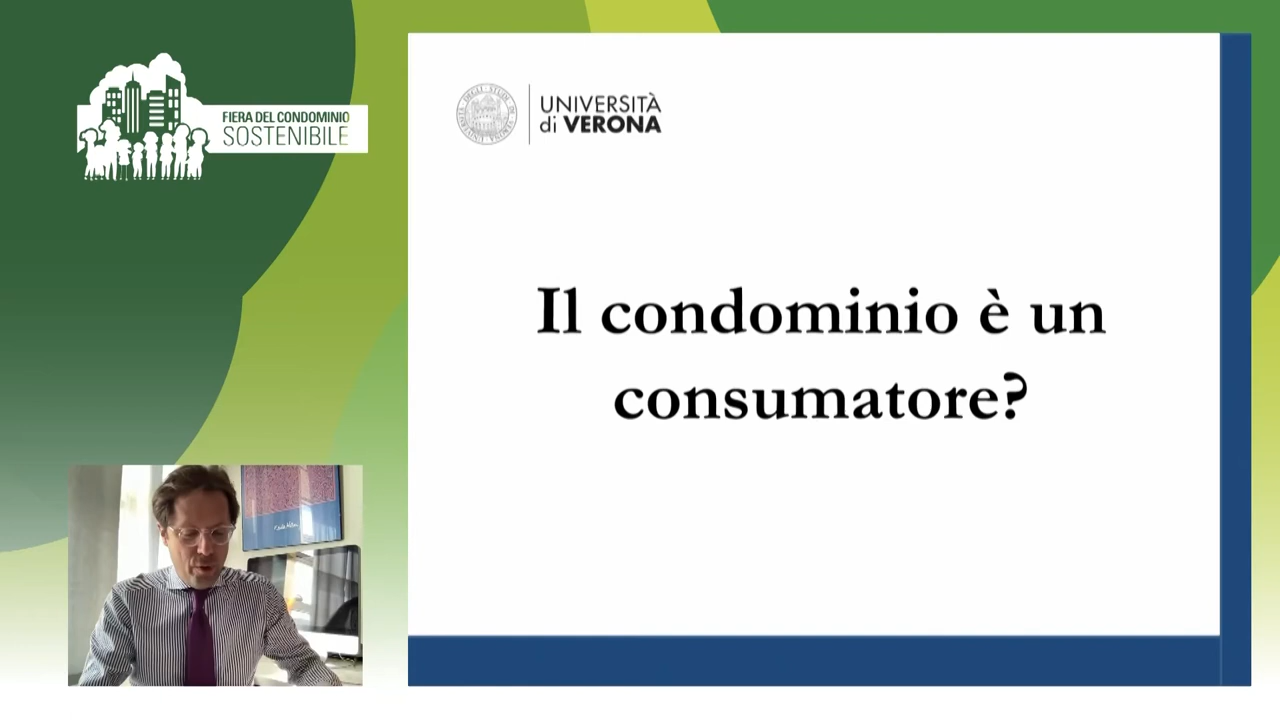 FIERA DEL CONDOMINIO
SOSTENIBILE
UNIVERSITÀ
di VERONA
Il condominio è un
consumatore?